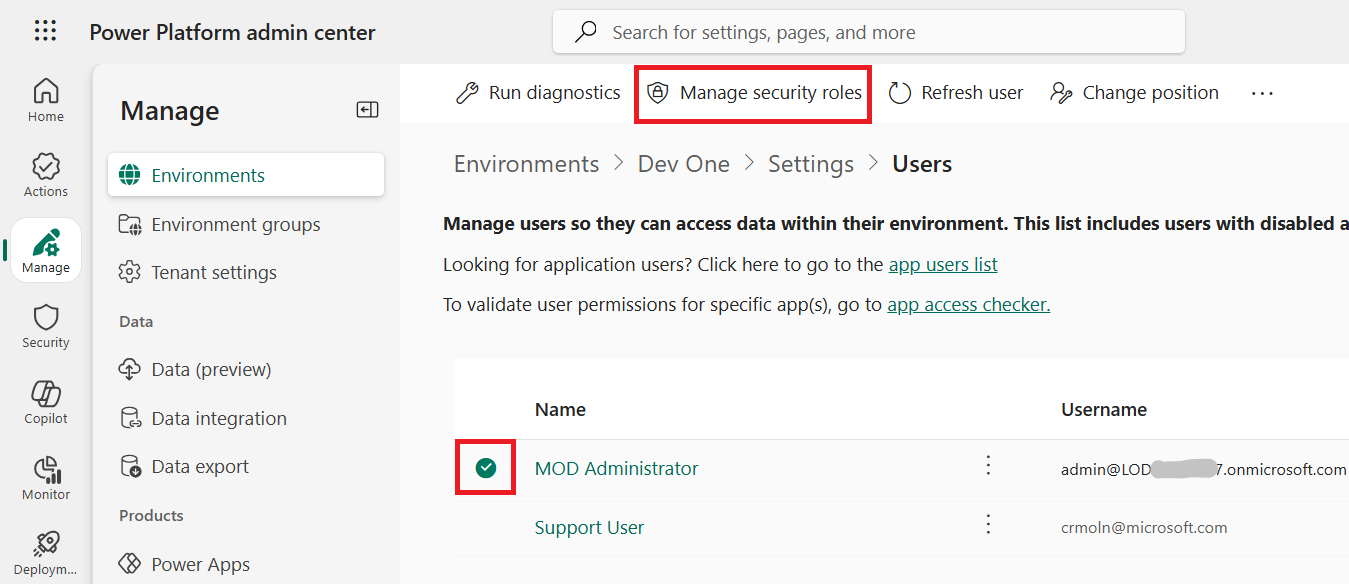 Power Platform admin center
Search for settings, pages, and more
Home
Actions
Manage
Security
Copilot
Monitor
Deploym...
Manage
Environments
Environment groups
Tenant settings
Data
Data (preview)
Data integration
Data export
Products
Power Apps
Run diagnostics
Manage security roles
Refresh user
Change position
...
Environments > Dev One > Settings > Users
Manage users so they can access data within their environment. This list includes users with disabled a
Looking for application users? Click here to go to the app users list
To validate user permissions for specific app(s), go to app access checker.
Name Username
MOD Administrator admin@LOD 7.onmicrosoft.com
Support User crmoln@microsoft.com